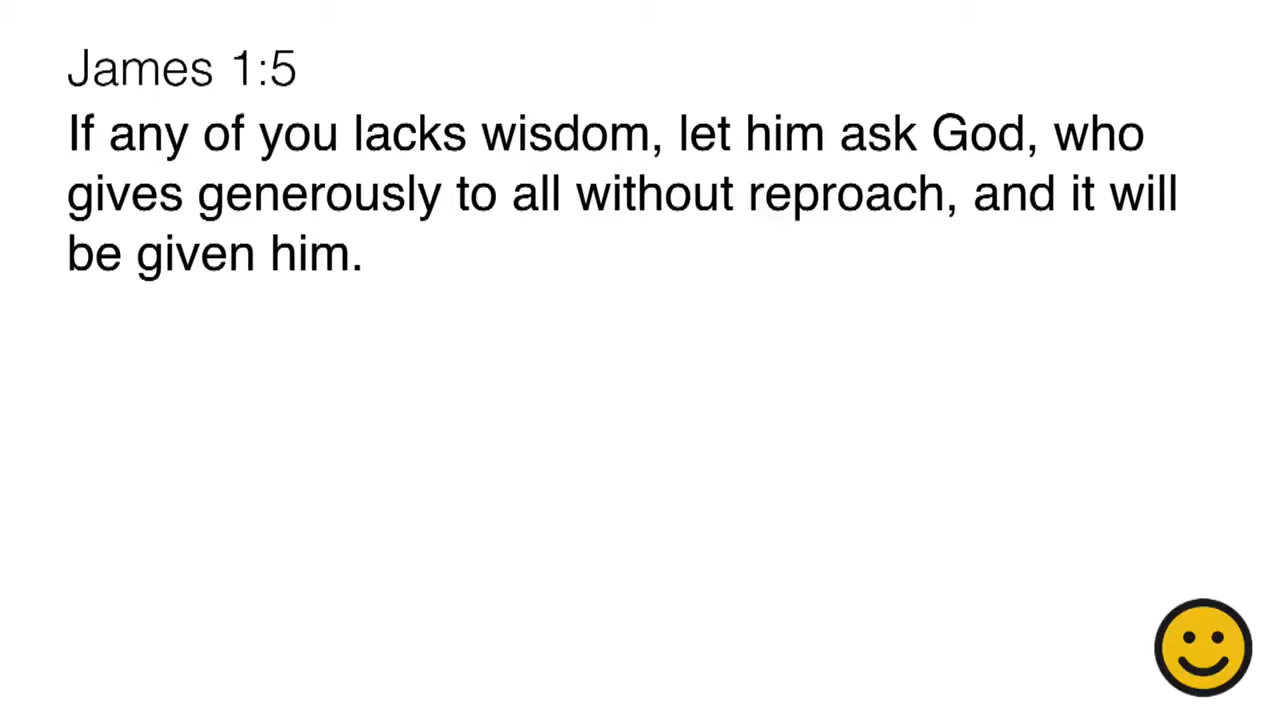 James 1:5
If any of you lacks wisdom, let him ask God, who
gives generously to all without reproach, and it will
be given him.